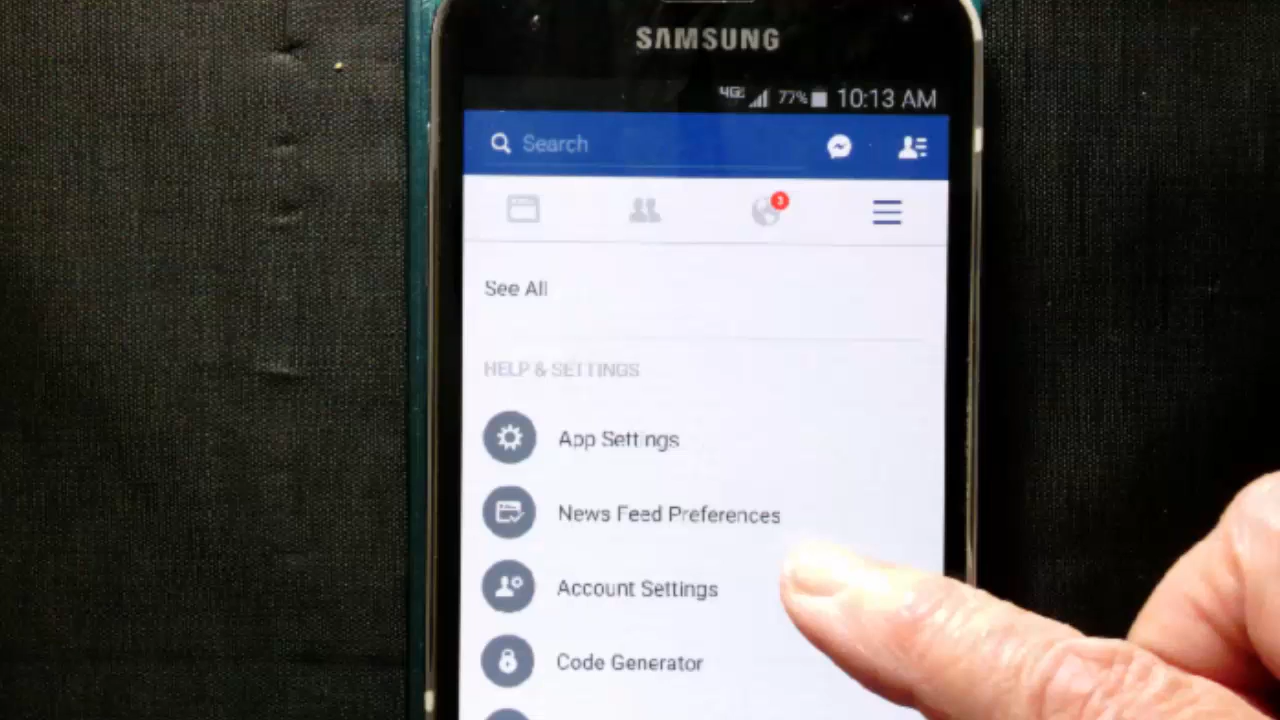 SAMSUNG
4G 77% 10:13 AM
Search
3
See All
HELP & SETTINGS
App Settings
News Feed Preferences
Account Settings
Code Generator